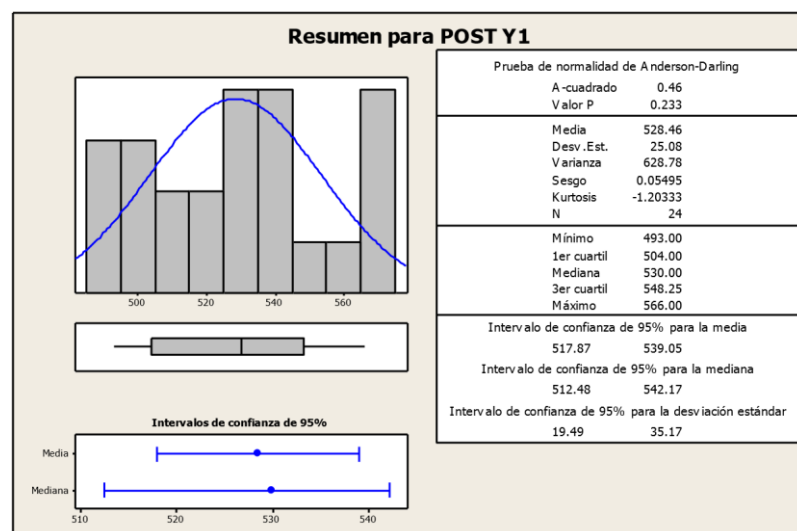 Resumen para POST Y1
500 520 540 560
Intervalos de confianza de 95%
Media
Mediana
510 520 530 540
Prueba de normalidad de Anderson-Darling
A-cuadrado 0.46
Valor P 0.233
Media 528.46
Desv.Est. 25.08
Varianza 628.78
Sesgo 0.05495
Kurtosis -1.20333
N 24
Mínimo 493.00
1er cuartil 504.00
Mediana 530.00
3er cuartil 548.25
Máximo 566.00
Intervalo de confianza de 95% para la media
517.87 539.05
Intervalo de confianza de 95% para la mediana
512.48 542.17
Intervalo de confianza de 95% para la desviación estándar
19.49 35.17